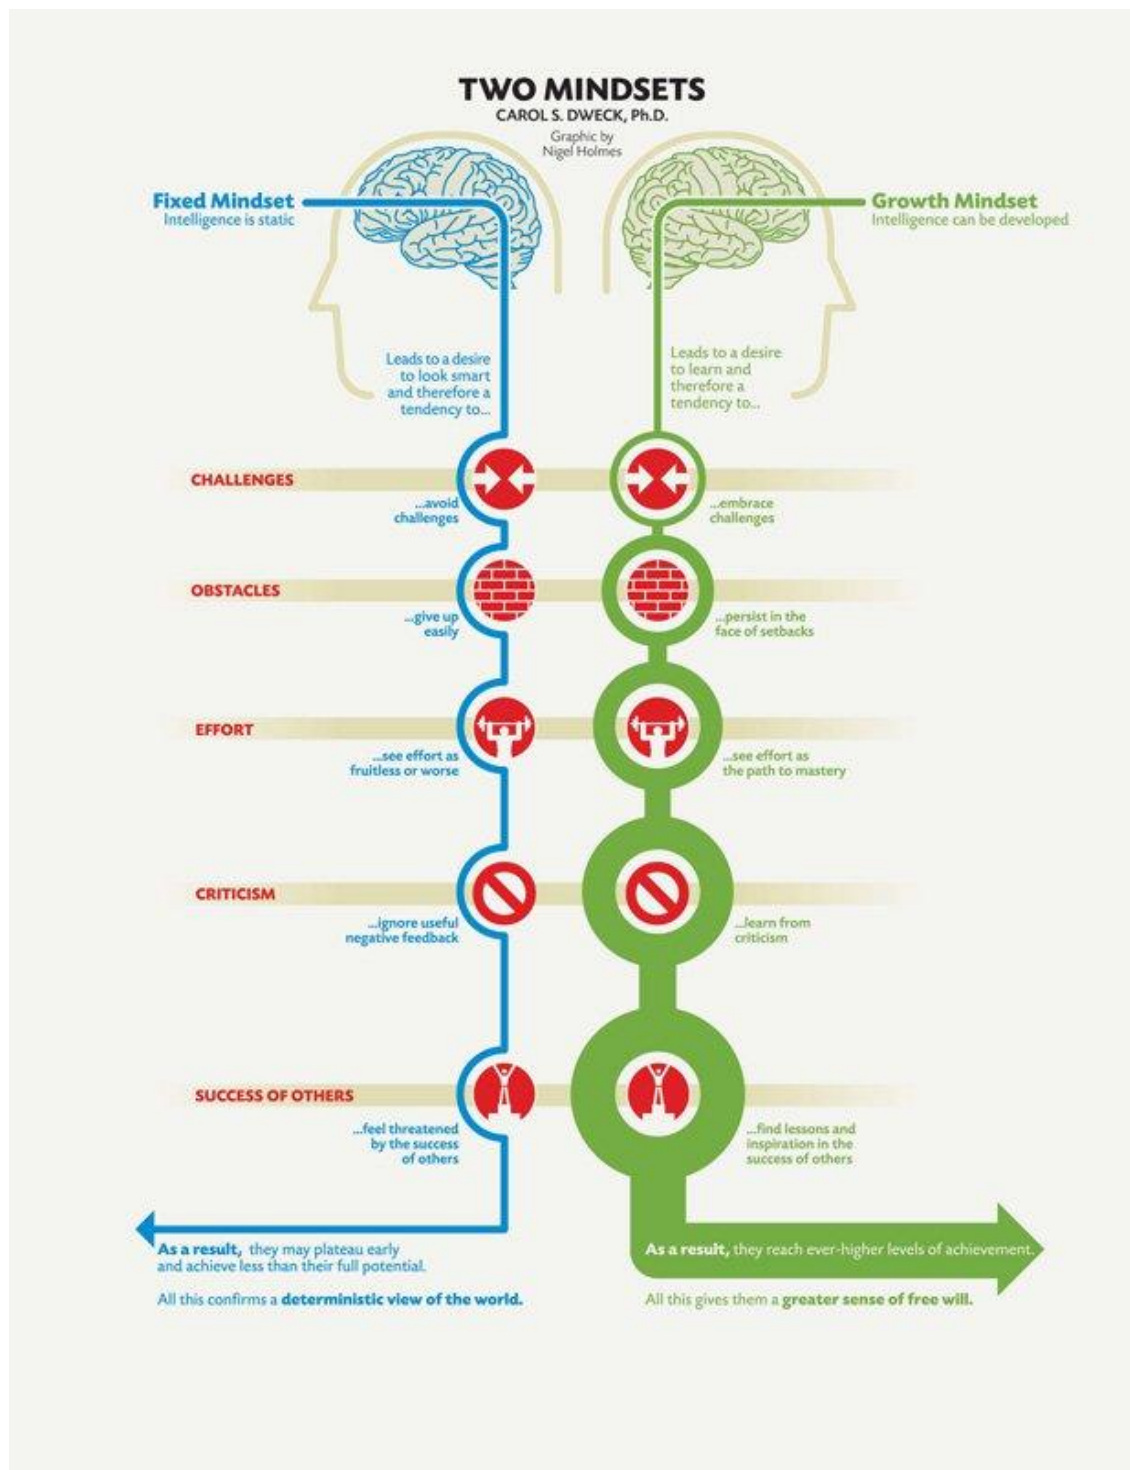 TWO MINDSETS
CAROL S. DWECK, Ph.D.
Graphic by
Nigel Holmes
Fixed Mindset
Intelligence is static
Growth Mindset
Intelligence can be developed
Leads to a desire
to look smart
and therefore a
tendency to...
Leads to a desire
to learn and
therefore a
tendency to...
CHALLENGES
...avoid
challenges
...embrace
challenges
OBSTACLES
...give up
easily
...persist in the
face of setbacks
EFFORT
...see effort as
fruitless or worse
...see effort as
the path to mastery
CRITICISM
...ignore useful
negative feedback
...learn from
criticism
SUCCESS OF OTHERS
...feel threatened
by the success
of others
...find lessons and
inspiration in the
success of others
As a result, they may plateau early
and achieve less than their full potential.
All this confirms a deterministic view of the world.
As a result, they reach ever-higher levels of achievement.
All this gives them a greater sense of free will.